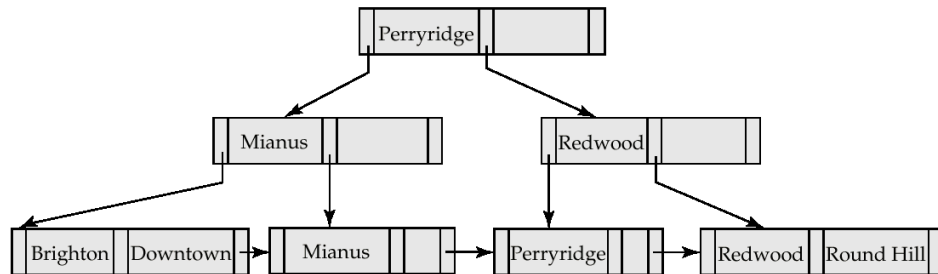 Perryridge
Mianus Redwood
Brighton Downtown Mianus Perryridge Redwood Round Hill